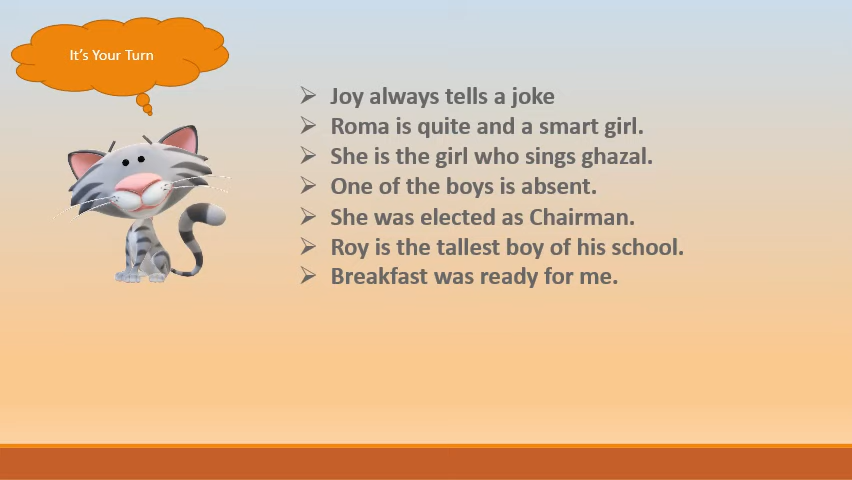 It's Your Turn
Joy always tells a joke
Roma is quite and a smart girl.
She is the girl who sings ghazal.
One of the boys is absent.
She was elected as Chairman.
Roy is the tallest boy of his school.
Breakfast was ready for me.